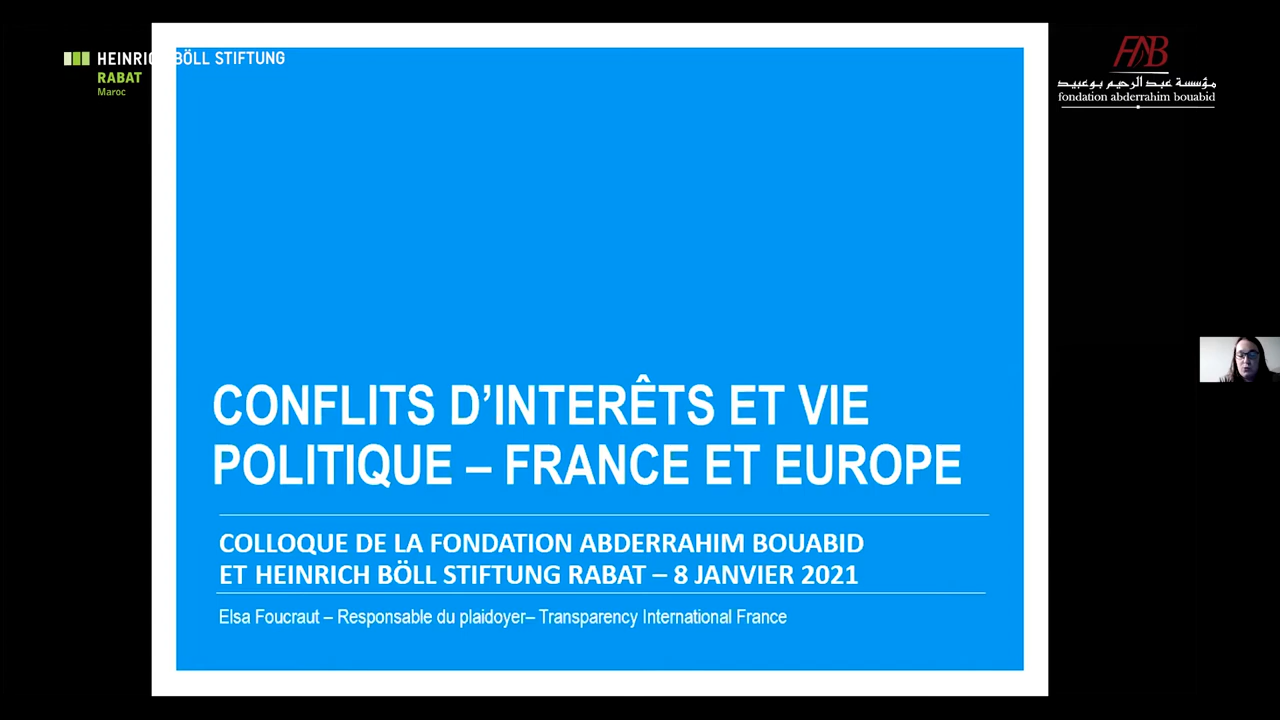 HEINRICH BÖLL STIFTUNG
RABAT
Maroc
FAB
مؤسسة عبد الرحيم بوعبيد
fondation abderrahim bouabid
CONFLITS D’INTERÊTS ET VIE
POLITIQUE – FRANCE ET EUROPE
COLLOQUE DE LA FONDATION ABDERRAHIM BOUABID
ET HEINRICH BÖLL STIFTUNG RABAT – 8 JANVIER 2021
Elsa Foucraut – Responsable du plaidoyer– Transparency International France